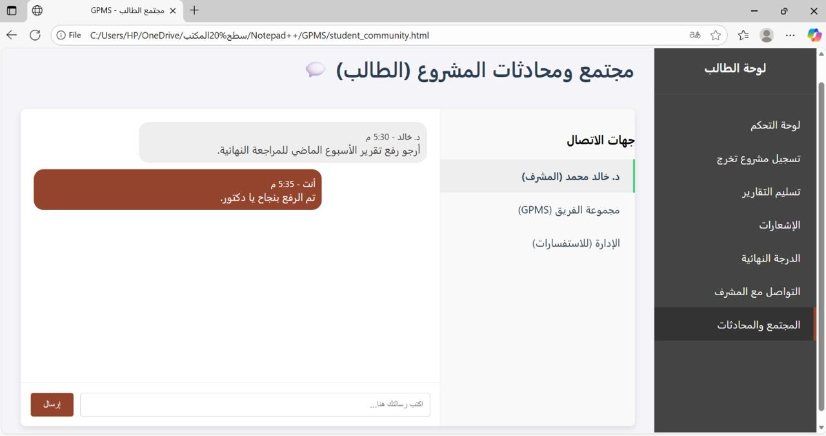 مجتمع الطالب - GPMS
File
C:/Users/HP/OneDrive/سطح%20المكتب/Notepad++/GPMS/student_community.html
لوحة الطالب
لوحة التحكم
تسجيل مشروع تخرج
تسليم التقارير
الإشعارات
الدرجة النهائية
التواصل مع المشرف
المجتمع والمحادثات
مجتمع ومحادثات المشروع (الطالب)
جهات الاتصال
د. خالد محمد (المشرف)
مجموعة الفريق (GPMS)
الإدارة (للاستفسارات)
د. خالد - 5:30 م
أرجو رفع تقرير الأسبوع الماضي للمراجعة النهائية.
أنت - 5:35 م
تم الرفع بنجاح يا دكتور.
اكتب رسالتك هنا...
إرسال